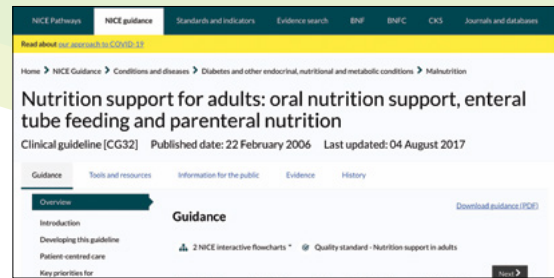 NICE Pathways NICE guidance Standards and indicators Evidence search BNF BNFC CKS Journals and databases
Read about our approach to COVID-19
Home > NICE Guidance > Conditions and diseases > Diabetes and other endocrinal, nutritional and metabolic conditions > Malnutrition
Nutrition support for adults: oral nutrition support, enteral
tube feeding and parenteral nutrition
Clinical guideline [CG32] Published date: 22 February 2006 Last updated: 04 August 2017
Guidance Tools and resources Information for the public Evidence History
Overview
Introduction
Developing this guideline
Patient-centred care
Key priorities for
Download guidance (PDF)
Guidance
2 NICE interactive flowcharts * Quality standard - Nutrition support in adults
Next >